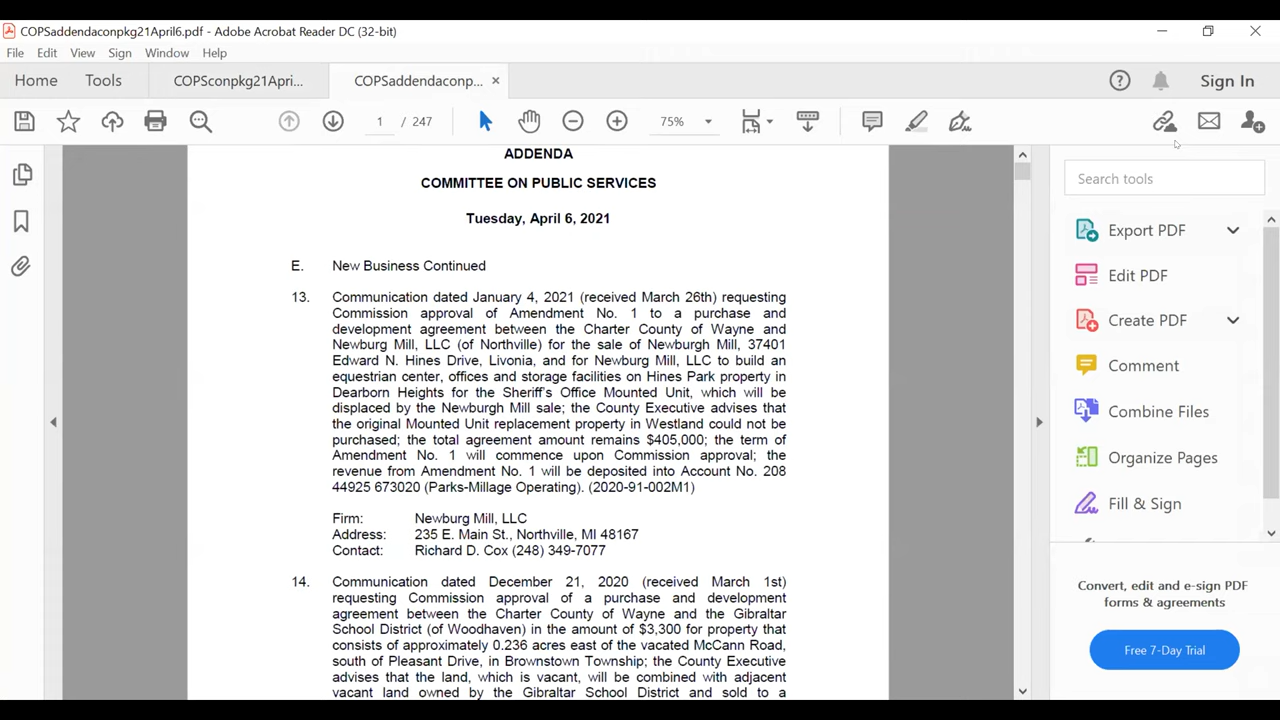 COPSaddendaconpkg21April6.pdf - Adobe Acrobat Reader DC (32-bit)
File Edit View Sign Window Help
Home Tools COPSconpkg21Apri... COPSaddendaconp... × Sign In
1 / 247 75%
ADDENDA
COMMITTEE ON PUBLIC SERVICES
Tuesday, April 6, 2021
E. New Business Continued
13. Communication dated January 4, 2021 (received March 26th) requesting
Commission approval of Amendment No. 1 to a purchase and
development agreement between the Charter County of Wayne and
Newburg Mill, LLC (of Northville) for the sale of Newburgh Mill, 37401
Edward N. Hines Drive, Livonia, and for Newburg Mill, LLC to build an
equestrian center, offices and storage facilities on Hines Park property in
Dearborn Heights for the Sheriff's Office Mounted Unit, which will be
displaced by the Newburgh Mill sale; the County Executive advises that
the original Mounted Unit replacement property in Westland could not be
purchased; the total agreement amount remains $405,000; the term of
Amendment No. 1 will commence upon Commission approval; the
revenue from Amendment No. 1 will be deposited into Account No. 208
44925 673020 (Parks-Millage Operating). (2020-91-002M1)
Firm: Newburg Mill, LLC
Address: 235 E. Main St., Northville, MI 48167
Contact: Richard D. Cox (248) 349-7077
14. Communication dated December 21, 2020 (received March 1st)
requesting Commission approval of a purchase and development
agreement between the Charter County of Wayne and the Gibraltar
School District (of Woodhaven) in the amount of $3,300 for property that
consists of approximately 0.236 acres east of the vacated McCann Road,
south of Pleasant Drive, in Brownstown Township; the County Executive
advises that the land, which is vacant, will be combined with adjacent
vacant land owned by the Gibraltar School District and sold to a
Search tools
Export PDF
Edit PDF
Create PDF
Comment
Combine Files
Organize Pages
Fill & Sign
Convert, edit and e-sign PDF
forms & agreements
Free 7-Day Trial